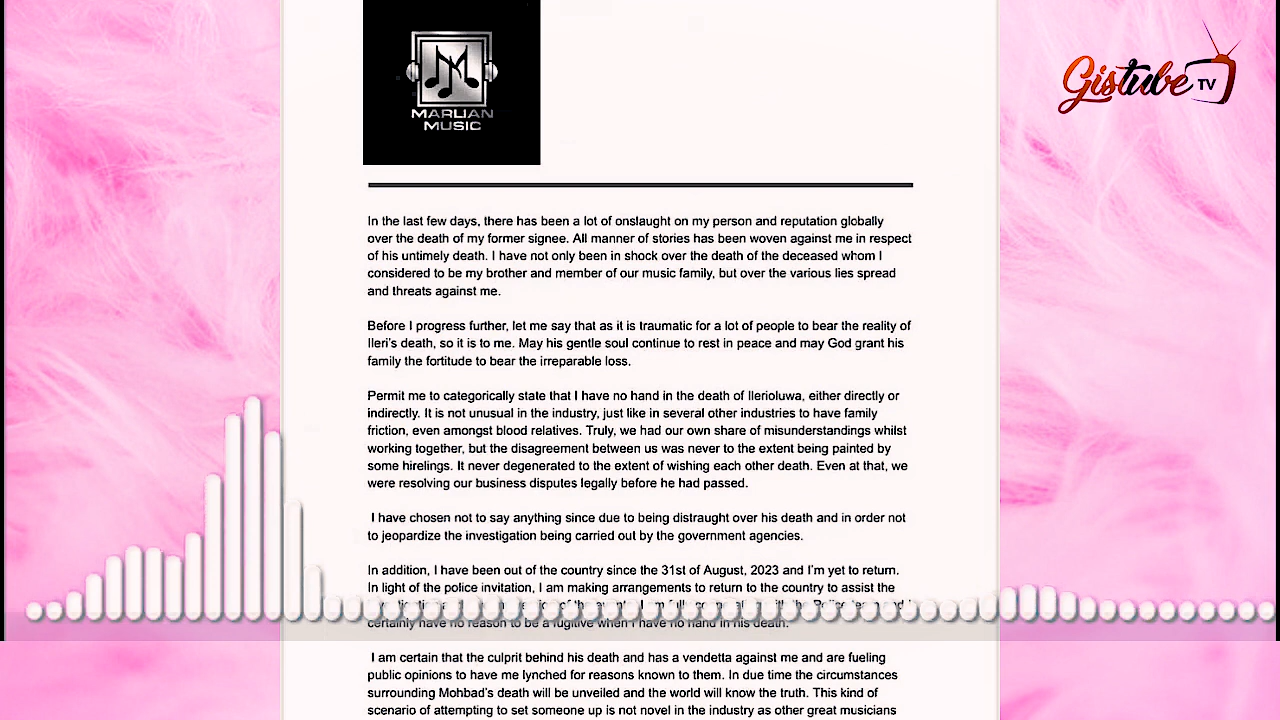 MARLIAN
MUSIC
Gistube TV
In the last few days, there has been a lot of onslaught on my person and reputation globally
over the death of my former signee. All manner of stories has been woven against me in respect
of his untimely death. I have not only been in shock over the death of the deceased whom I
considered to be my brother and member of our music family, but over the various lies spread
and threats against me.
Before I progress further, let me say that as it is traumatic for a lot of people to bear the reality of
Ileri's death, so it is to me. May his gentle soul continue to rest in peace and may God grant his
family the fortitude to bear the irreparable loss.
Permit me to categorically state that I have no hand in the death of Ilerioluwa, either directly or
indirectly. It is not unusual in the industry, just like in several other industries to have family
friction, even amongst blood relatives. Truly, we had our own share of misunderstandings whilst
working together, but the disagreement between us was never to the extent being painted by
some hirelings. It never degenerated to the extent of wishing each other death. Even at that, we
were resolving our business disputes legally before he had passed.
I have chosen not to say anything since due to being distraught over his death and in order not
to jeopardize the investigation being carried out by the government agencies.
In addition, I have been out of the country since the 31st of August, 2023 and I'm yet to return.
In light of the police invitation, I am making arrangements to return to the country to assist the
of the I am the Police team and
certainly have no reason to be a fugitive when I have no hand in his death.
I am certain that the culprit behind his death and has a vendetta against me and are fueling
public opinions to have me lynched for reasons known to them. In due time the circumstances
surrounding Mohbad's death will be unveiled and the world will know the truth. This kind of
scenario of attempting to set someone up is not novel in the industry as other great musicians